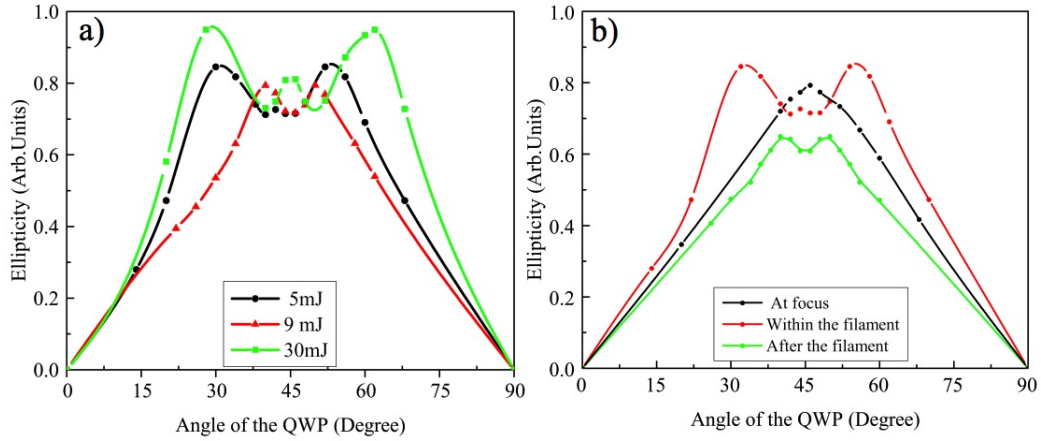 a)
Ellipticity (Arb.Units)
1.0
0.8
0.6
0.4
0.2
0.0
5mJ
9 mJ
30mJ
0 15 30 45 60 75 90
Angle of the QWP (Degree)
b)
Ellipticity (Arb.Units)
1.0
0.8
0.6
0.4
0.2
0.0
At focus
Within the filament
After the filament
0 15 30 45 60 75 90
Angle of the QWP (Degree)